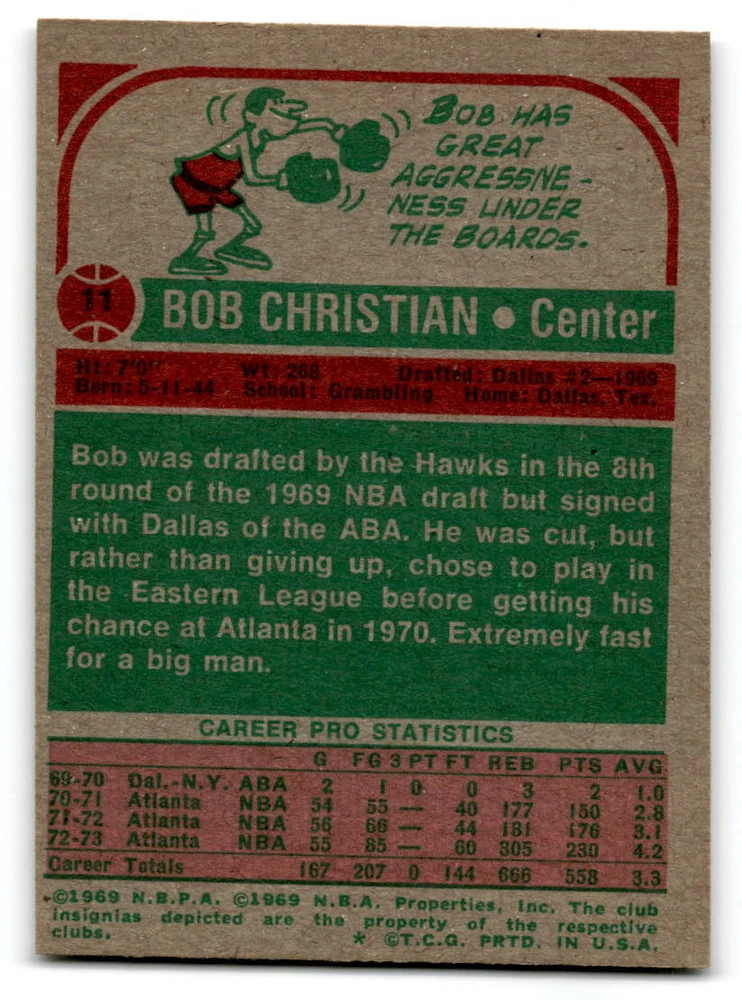 BOB HAS
GREAT
AGGRESSIVE-
NESS UNDER
THE BOARDS.
11
BOB CHRISTIAN • Center
Ht: 7'0" Wt: 268 Drafted: Dallas #2—1969
Born: 5-11-44 School: Grambling Home: Dallas, Tex.
Bob was drafted by the Hawks in the 8th
round of the 1969 NBA draft but signed
with Dallas of the ABA. He was cut, but
rather than giving up, chose to play in
the Eastern League before getting his
chance at Atlanta in 1970. Extremely fast
for a big man.
CAREER PRO STATISTICS
G FG 3 PT FT REB PTS AVG
69-70 Dal.-N.Y. ABA 2 1 0 0 3 2 1.0
70-71 Atlanta NBA 54 55 — 40 177 150 2.8
71-72 Atlanta NBA 56 66 — 44 181 176 3.1
72-73 Atlanta NBA 55 85 — 60 305 230 4.2
Career Totals 167 207 0 144 666 558 3.3
©1969 N.B.P.A. ©1969 N.B.A. Properties, Inc. The club
insignias depicted are the property of the respective
clubs. * ©T.C.G. PRTD. IN U.S.A.